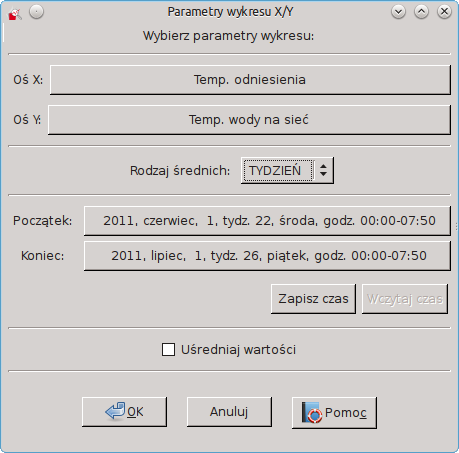 Parametry wykresu X/Y
Wybierz parametry wykresu:
Oś X: Temp. odniesienia
Oś Y: Temp. wody na sieć
Rodzaj średnich: TYDZIEŃ
Początek: 2011, czerwiec,  1, tydz. 22, środa, godz. 00:00-07:50
Koniec: 2011, lipiec,  1, tydz. 26, piątek, godz. 00:00-07:50
Zapisz czas Wczytaj czas
Uśredniaj wartości
OK Anuluj Pomoc